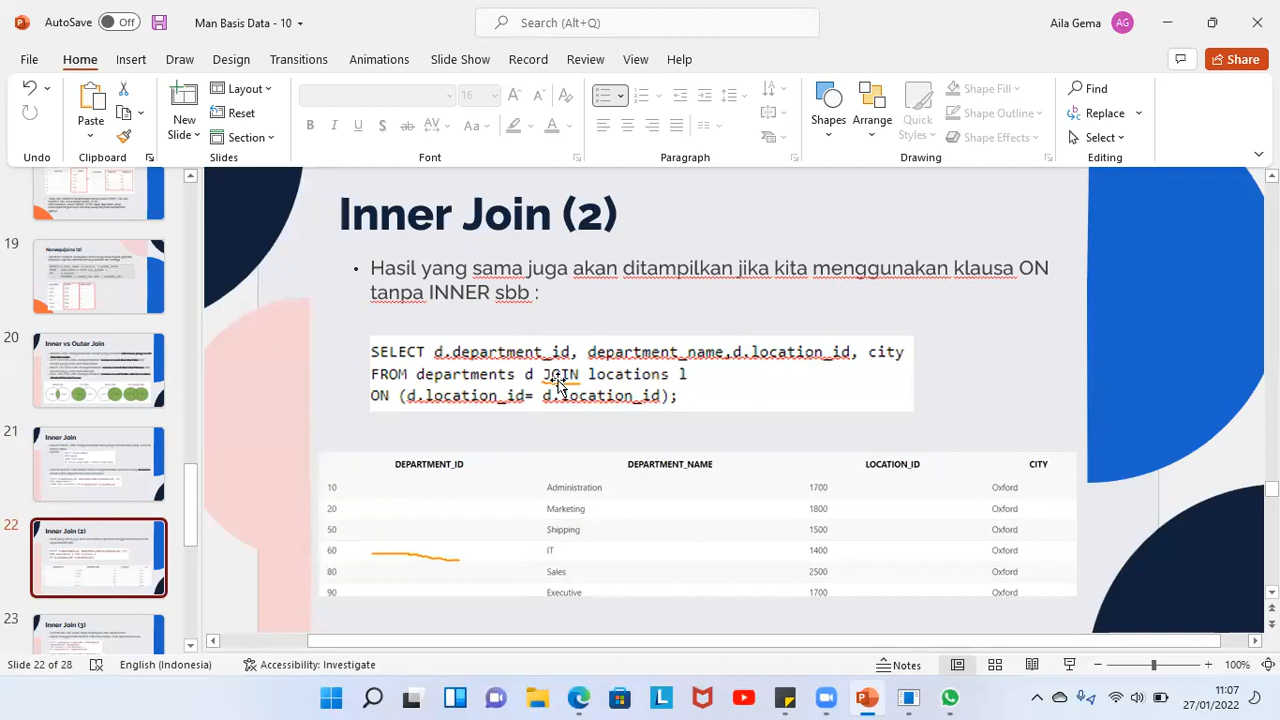 AutoSave Off
Man Basis Data - 10
Search (Alt+Q)
Aila Gema AG
File Home Insert Draw Design Transitions Animations Slide Review View Help
Share
Undo
Paste
Clipboard
New Slide
Layout
Reset
Section
Slides
16
Font
Paragraph
Shapes
Arrange
Quick Styles
Shape Fill
Shape Outline
Shape Effects
Drawing
Find
Replace
Select
Editing
19
20
Inner vs Outer Join
21
Inner Join
22
Inner Join (2)
23
Inner Join (3)
Inner Join (2)
• Hasil yang sama juga akan ditampilkan jika kita menggunakan klausa ON
tanpa INNER sbb :
SELECT d.department_id, department_name,d.location_id, city
FROM department d JOIN locations l
ON (d.location_id= d.location_id);
DEPARTMENT_ID DEPARTMENT_NAME LOCATION_ID CITY
10 Administration 1700 Oxford
20 Marketing 1800 Oxford
50 Shipping 1500 Oxford
IT 1400 Oxford
80 Sales 2500 Oxford
90 Executive 1700 Oxford
Slide 22 of 28 English (Indonesia) Accessibility: Investigate Notes 100%
11:07
27/01/2022